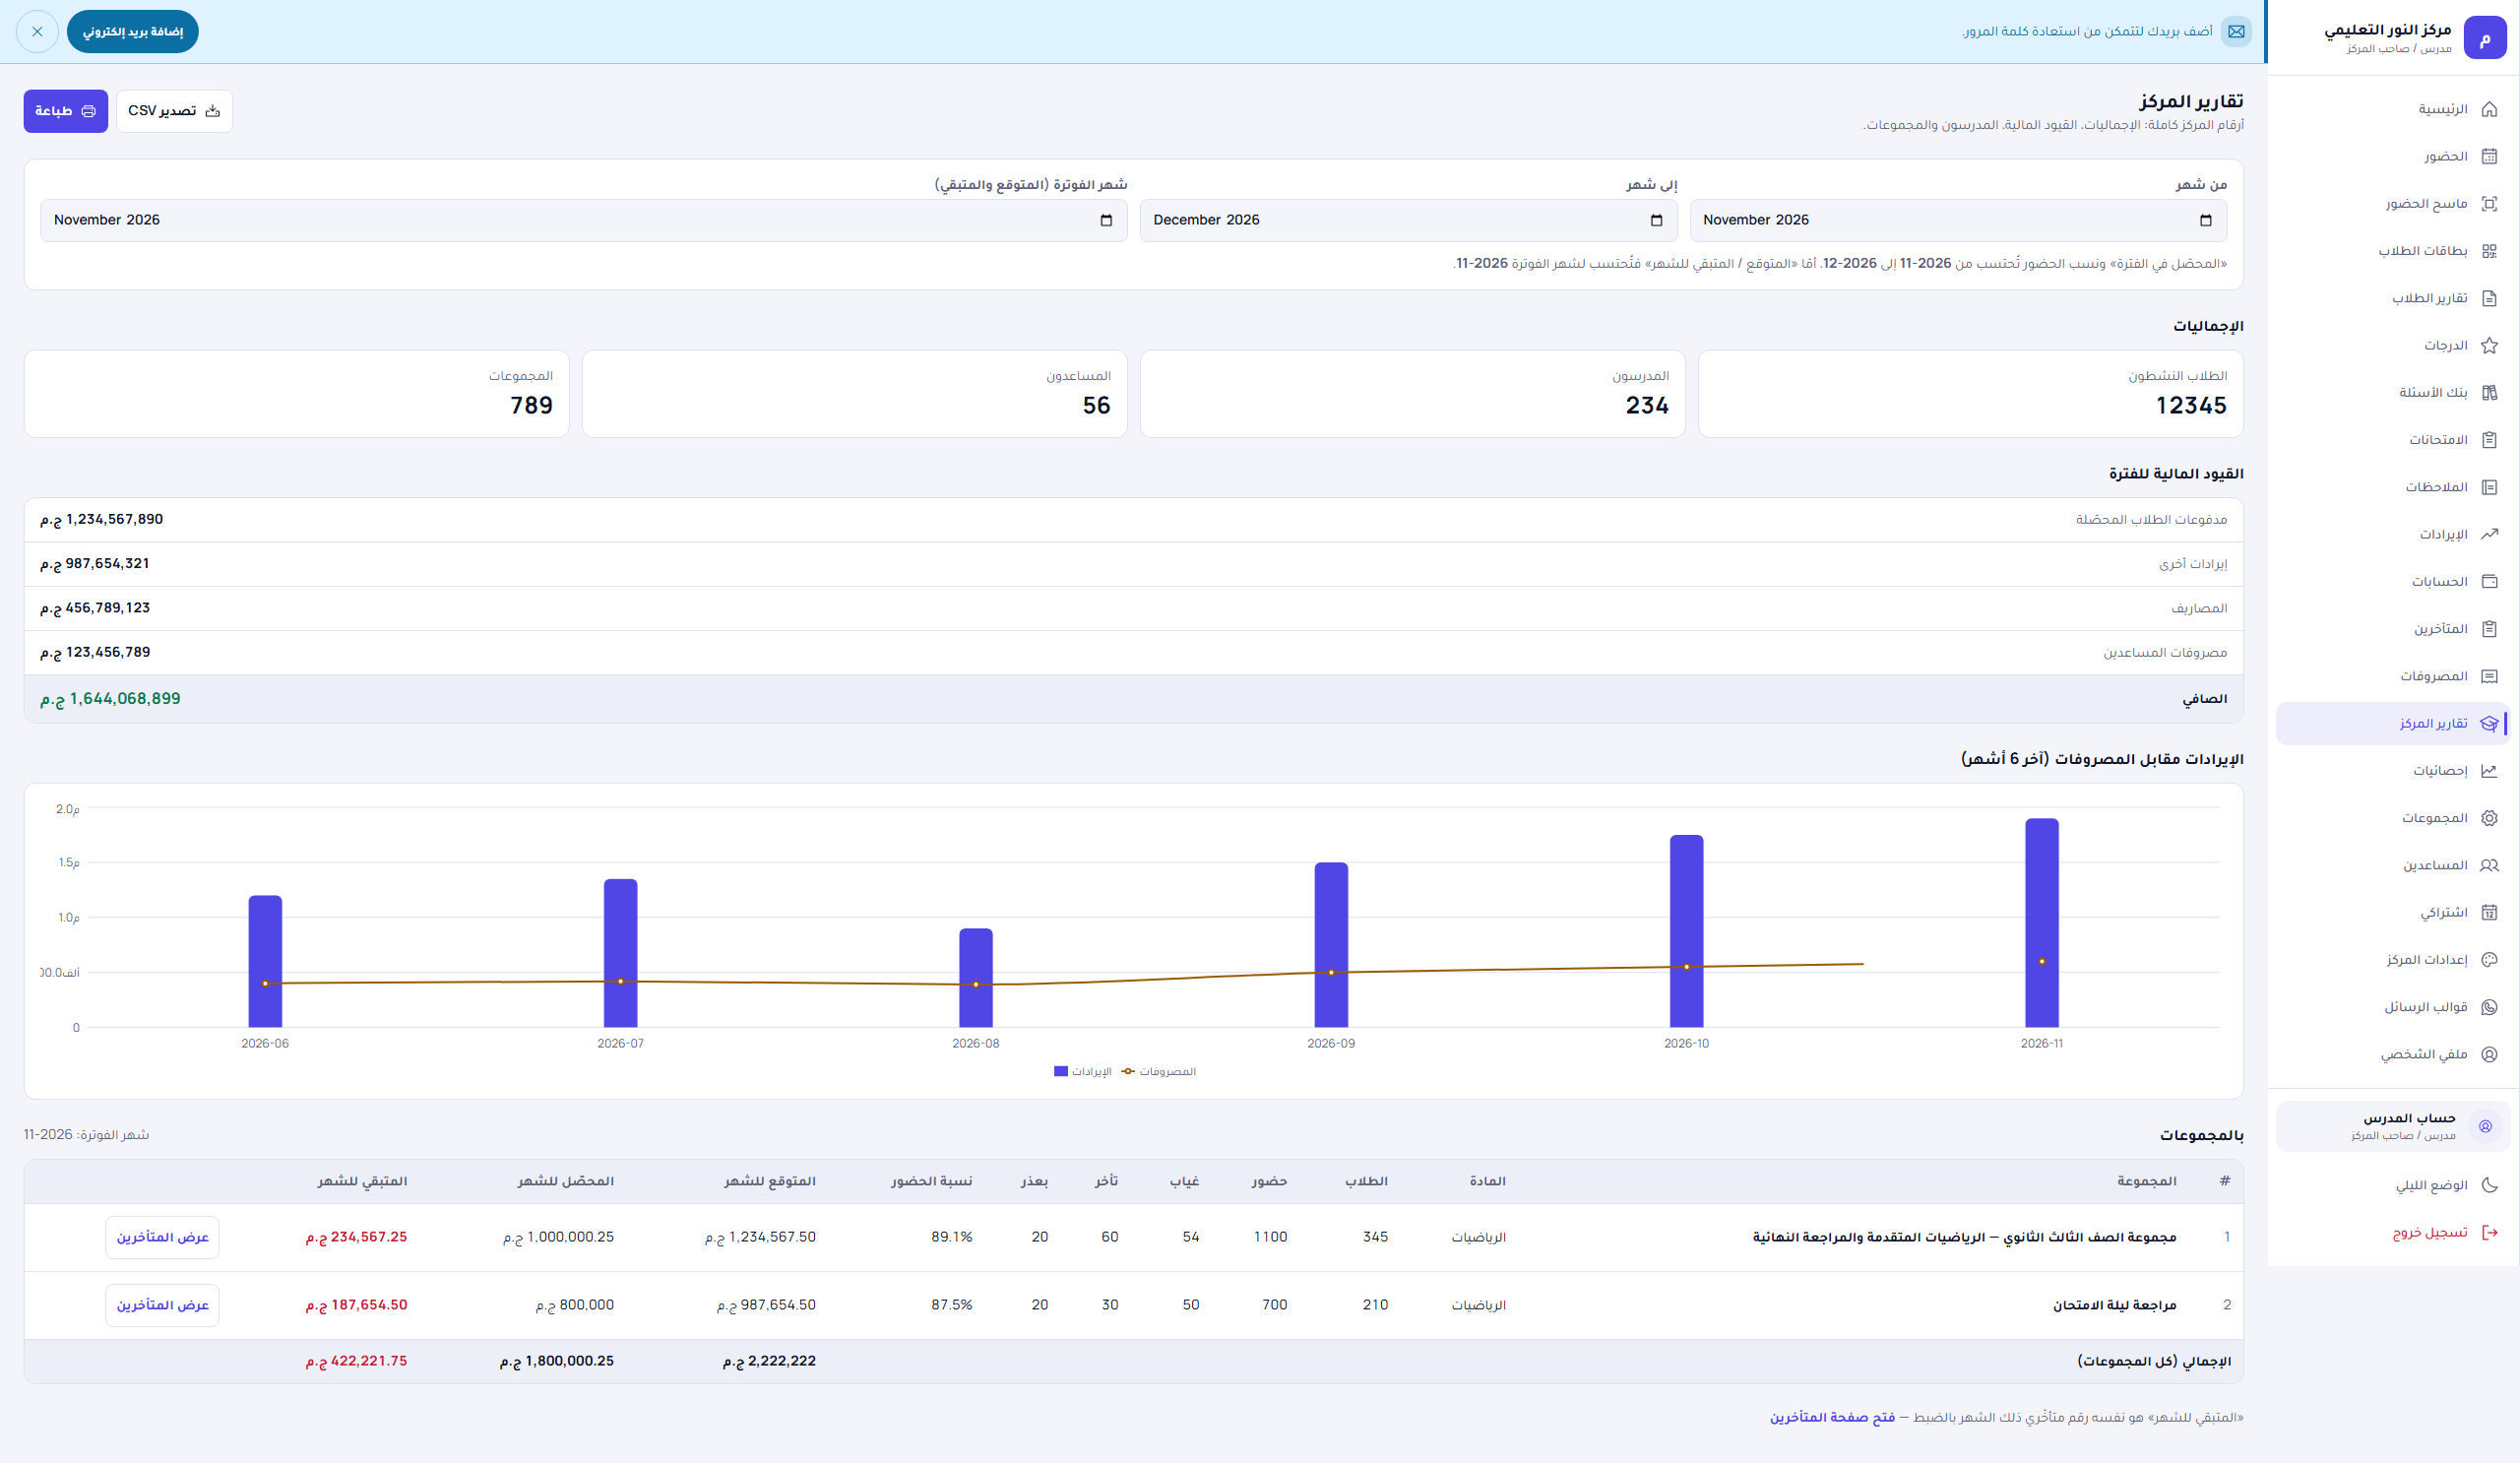 مركز النور التعليمي
مدرس / صاحب المركز
م
الرئيسية
الحضور
ماسح الحضور
بطاقات الطلاب
تقارير الطلاب
الدرجات
بنك الأسئلة
الامتحانات
الملاحظات
الإيرادات
الحسابات
المتأخرين
المصروفات
تقارير المركز
إحصائيات
المجموعات
المساعدين
اشتراكي
إعدادات المركز
قوالب الرسائل
ملفي الشخصي
حساب المدرس
مدرس / صاحب المركز
الوضع الليلي
تسجيل خروج
أضف بريدك لتتمكن من استعادة كلمة المرور.
إضافة بريد إلكتروني
تقارير المركز
أرقام المركز كاملة: الإجماليات، القيود المالية، المدرسون والمجموعات.
تصدير CSV
طباعة
من شهر
November 2026
إلى شهر
December 2026
شهر الفوترة (المتوقع والمتبقي)
November 2026
«المحصّل في الفترة» ونسب الحضور تُحتسب من 2026-11 إلى 2026-12. أمّا «المتوقع / المتبقي للشهر» فتُحتسب لشهر الفوترة 2026-11.
الإجماليات
الطلاب النشطون
12345
المدرسون
234
المساعدون
56
المجموعات
789
القيود المالية للفترة
مدفوعات الطلاب المحصّلة 1,234,567,890 ج.م
إيرادات أخرى 987,654,321 ج.م
المصاريف 456,789,123 ج.م
مصروفات المساعدين 123,456,789 ج.م
الصافي 1,644,068,899 ج.م
الإيرادات مقابل المصروفات (آخر 6 أشهر)
2.0م
1.5م
1.0م
00.0ألف
0
2026-06 2026-07 2026-08 2026-09 2026-10 2026-11
الإيرادات المصروفات
بالمجموعات
شهر الفوترة: 2026-11
# المجموعة المادة الطلاب حضور غياب تأخر بعذر نسبة الحضور المتوقع للشهر المحصّل للشهر المتبقي للشهر
1 مجموعة الصف الثالث الثانوي — الرياضيات المتقدمة والمراجعة النهائية الرياضيات 345 1100 54 60 20 89.1% 1,234,567.50 ج.م 1,000,000.25 ج.م 234,567.25 ج.م عرض المتأخرين
2 مراجعة ليلة الامتحان الرياضيات 210 700 50 30 20 87.5% 987,654.50 ج.م 800,000 ج.م 187,654.50 ج.م عرض المتأخرين
الإجمالي (كل المجموعات) 2,222,222 ج.م 1,800,000.25 ج.م 422,221.75 ج.م
«المتبقي للشهر» هو نفسه رقم متأخّري ذلك الشهر بالضبط — فتح صفحة المتأخرين